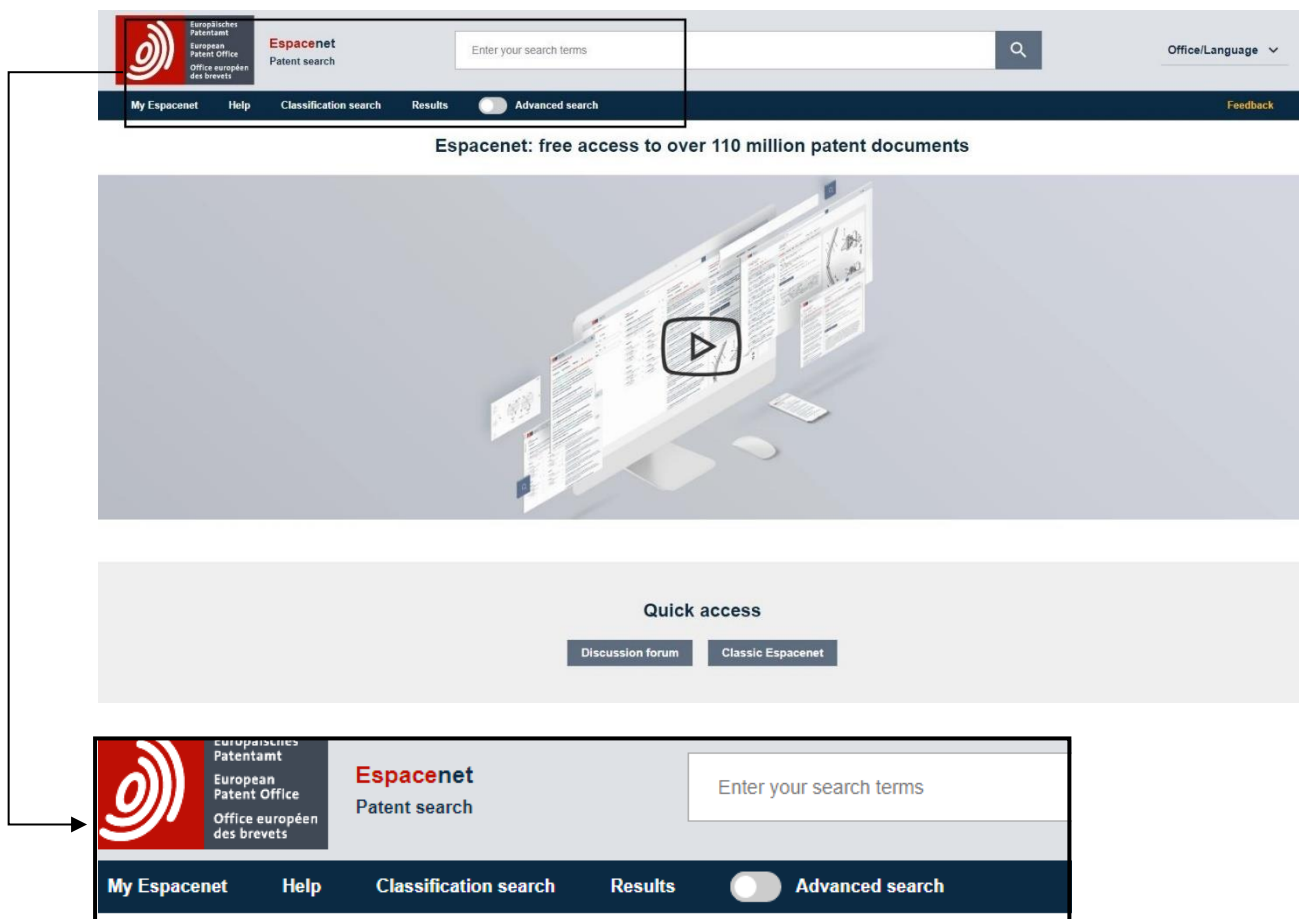 Europäisches
Patentamt
European
Patent Office
Office européen
des brevets
Espacenet
Patent search
Enter your search terms
Office/Language
My Espacenet Help Classification search Results Advanced search Feedback
Espacenet: free access to over 110 million patent documents
Quick access
Discussion forum Classic Espacenet
Europäisches
Patentamt
European
Patent Office
Office européen
des brevets
Espacenet
Patent search
Enter your search terms
My Espacenet Help Classification search Results Advanced search